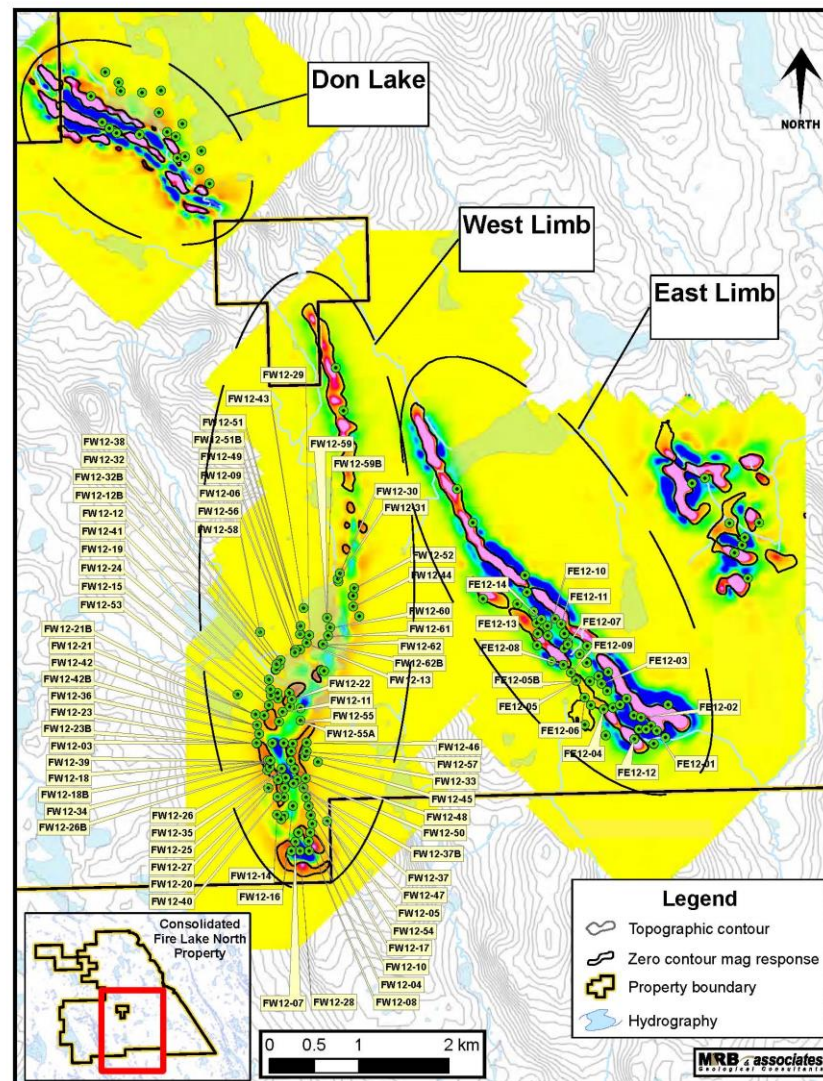 Don Lake
NORTH
West Limb
East Limb
FW12-29
FW12-43
FW12-51
FW12-51B
FW12-49
FW12-09
FW12-06
FW12-56
FW12-58
FW12-59
FW12-59B
FW12-30
FW12-31
FW12-52
FW12-44
FW12-60
FW12-61
FW12-62
FW12-62B
FW12-13
FW12-38
FW12-32
FW12-32B
FW12-12B
FW12-12
FW12-41
FW12-19
FW12-24
FW12-15
FW12-53
FW12-21B
FW12-21
FW12-42
FW12-42B
FW12-36
FW12-23
FW12-23B
FW12-03
FW12-39
FW12-18
FW12-18B
FW12-34
FW12-26B
FW12-26
FW12-35
FW12-25
FW12-27
FW12-20
FW12-40
FW12-22
FW12-11
FW12-55
FW12-55A
FW12-46
FW12-57
FW12-33
FW12-45
FW12-48
FW12-50
FW12-37B
FW12-37
FW12-47
FW12-05
FW12-54
FW12-17
FW12-10
FW12-04
FW12-08
FW12-14
FW12-16
FW12-07
FW12-28
FE12-14
FE12-10
FE12-11
FE12-13
FE12-07
FE12-08
FE12-09
FE12-03
FE12-05B
FE12-05
FE12-02
FE12-06
FE12-04
FE12-12
FE12-01
Consolidated
Fire Lake North
Property
0 0.5 1 2 km
Legend
Topographic contour
Zero contour mag response
Property boundary
Hydrography
MRB & associates
Geological Consultants